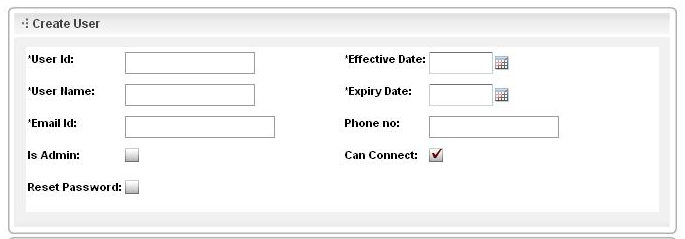 Create User
*User Id: *Effective Date:
*User Name: *Expiry Date:
*Email Id: Phone no:
Is Admin: Can Connect:
Reset Password: